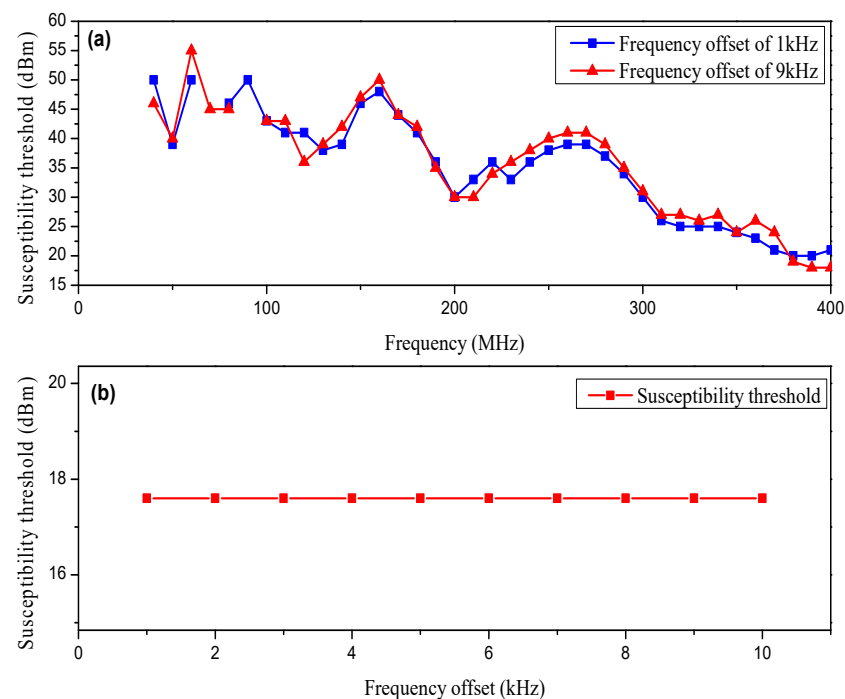 (a)
Frequency offset of 1kHz
Frequency offset of 9kHz
Susceptibility threshold (dBm)
60
55
50
45
40
35
30
25
20
15
0
100
200
300
400
Frequency (MHz)
(b)
Susceptibility threshold
Susceptibility threshold (dBm)
20
18
16
0
2
4
6
8
10
Frequency offset (kHz)